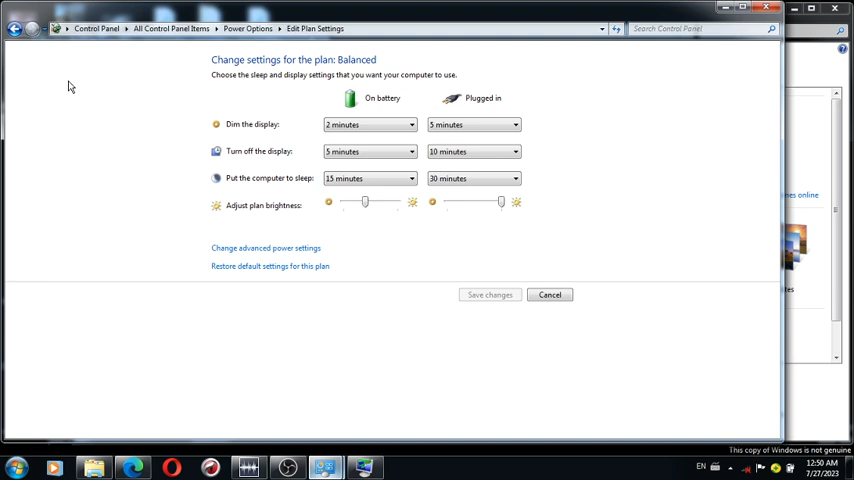 Control Panel ▸ All Control Panel Items ▸ Power Options ▸ Edit Plan Settings
Search Control Panel
Change settings for the plan: Balanced
Choose the sleep and display settings that you want your computer to use.
On battery Plugged in
Dim the display: 2 minutes 5 minutes
Turn off the display: 5 minutes 10 minutes
Put the computer to sleep: 15 minutes 30 minutes
Adjust plan brightness:
Change advanced power settings
Restore default settings for this plan
Save changes Cancel
nes online
tes
This copy of Windows is not genuine
EN 12:50 AM
7/27/2023